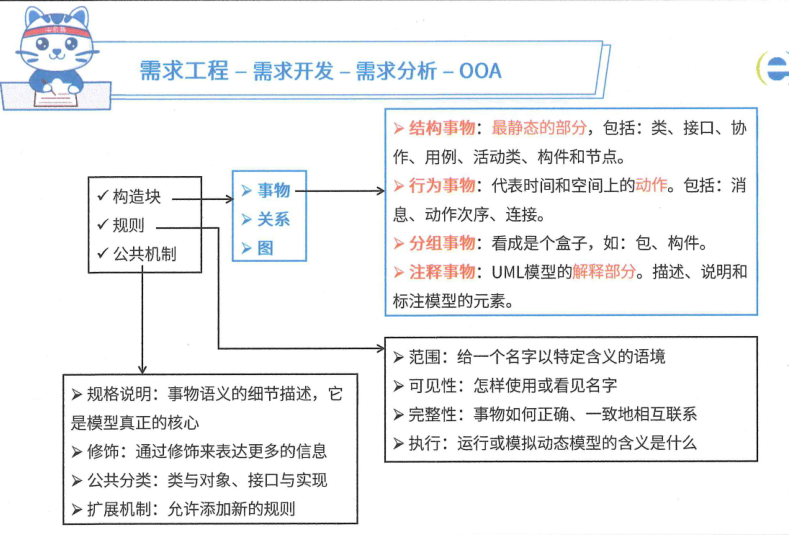 需求工程 – 需求开发 – 需求分析 – OOA
➢ 结构事物：最静态的部分，包括：类、接口、协
作、用例、活动类、构件和节点。
➢ 行为事物：代表时间和空间上的动作。包括：消
息、动作次序、连接。
➢ 分组事物：看成是个盒子，如：包、构件。
➢ 注释事物：UML模型的解释部分。描述、说明和
标注模型的元素。
✓ 构造块
✓ 规则
✓ 公共机制
➢ 事物
➢ 关系
➢ 图
➢ 范围：给一个名字以特定含义的语境
➢ 可见性：怎样使用或看见名字
➢ 完整性：事物如何正确、一致地相互联系
➢ 执行：运行或模拟动态模型的含义是什么
➢ 规格说明：事物语义的细节描述，它
是模型真正的核心
➢ 修饰：通过修饰来表达更多的信息
➢ 公共分类：类与对象、接口与实现
➢ 扩展机制：允许添加新的规则